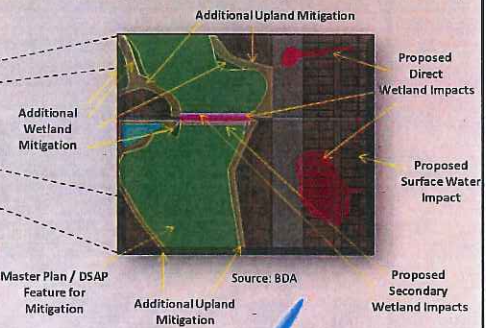 Additional Upland Mitigation
Proposed
Direct
Wetland Impacts
Additional
Wetland
Mitigation
Proposed
Surface Water
Impact
Master Plan / DSAP
Feature for
Mitigation
Additional Upland
Mitigation
Source: BDA
Proposed
Secondary
Wetland Impacts